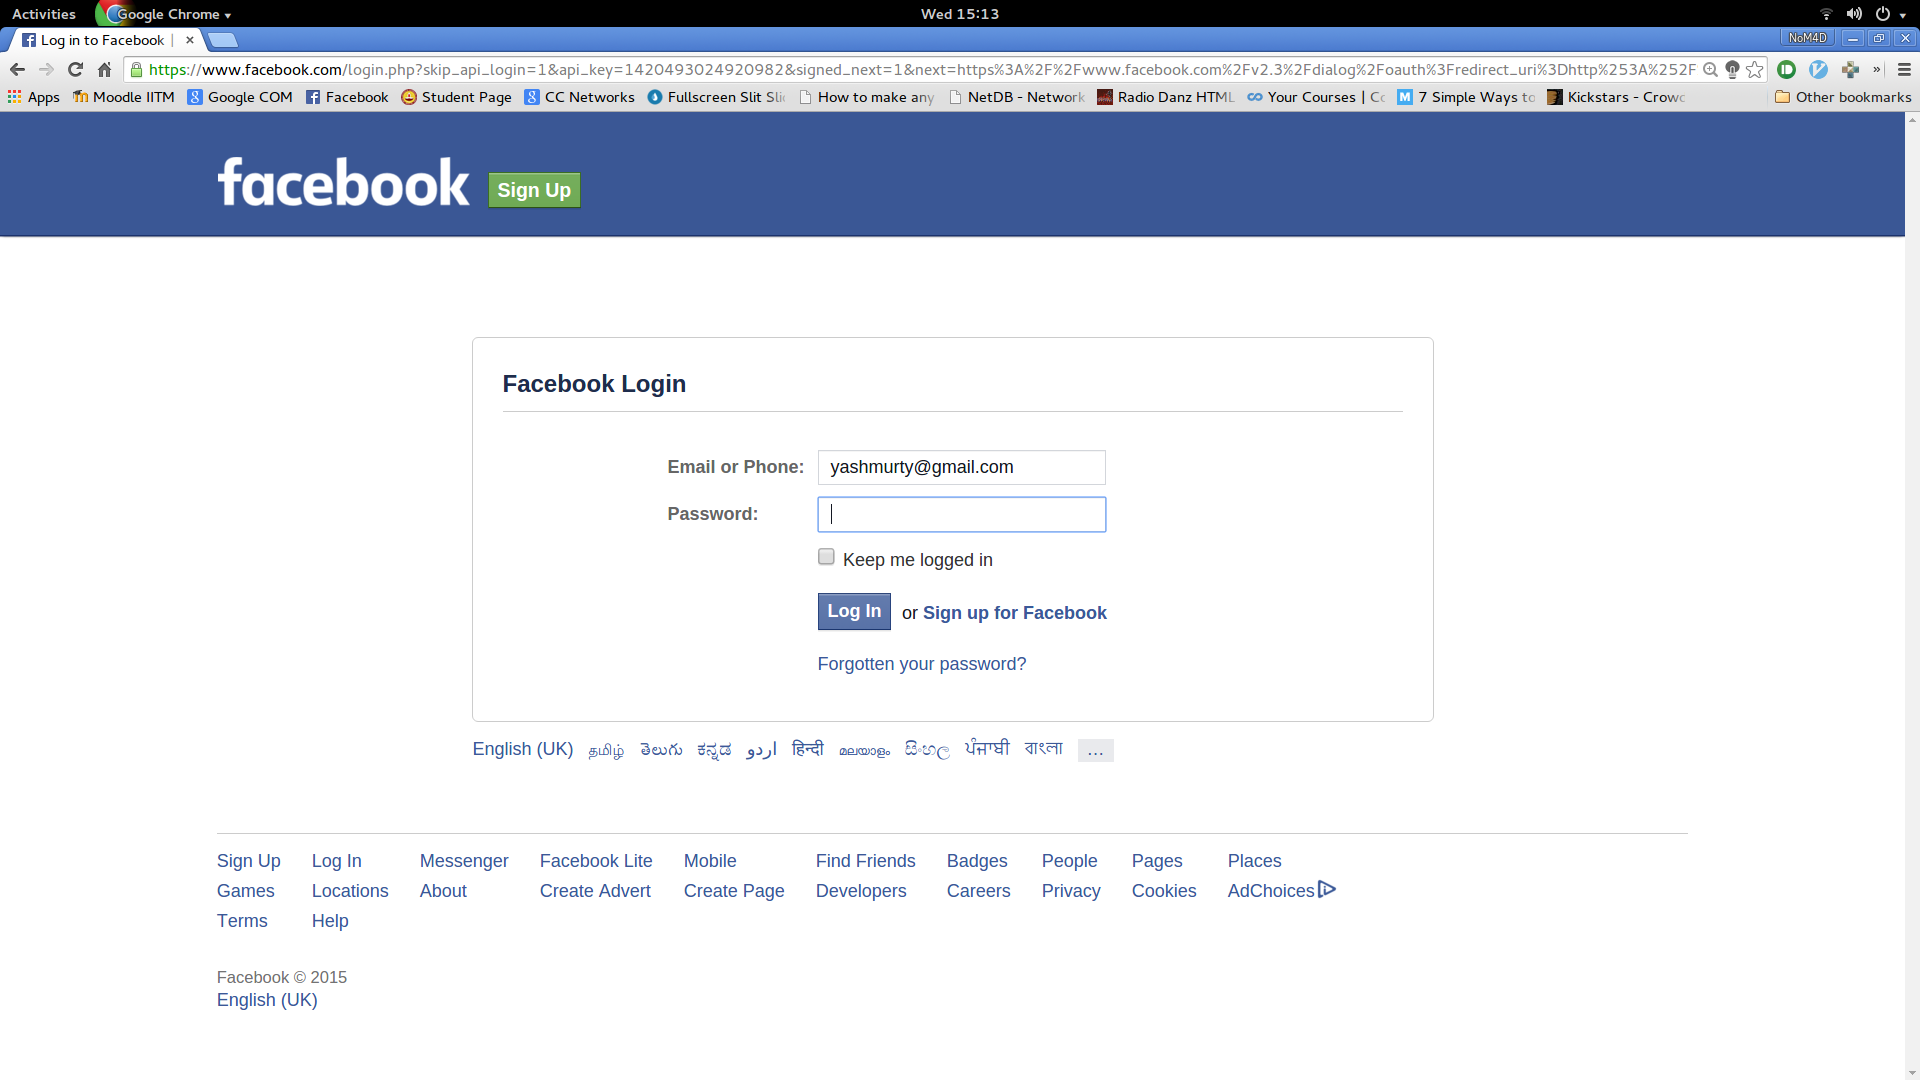 Activities Google Chrome Wed 15:13
Log in to Facebook | NoM4D
https://www.facebook.com/login.php?skip_api_login=1&api_key=1420493024920982&signed_next=1&next=https%3A%2F%2Fwww.facebook.com%2Fv2.3%2Fdialog%2Foauth%3Fredirect_uri%3Dhttp%253A%252F
Apps Moodle IITM Google COM Facebook Student Page CC Networks Fullscreen Slit Slic How to make any NetDB - Network Radio Danz HTML Your Courses | Co 7 Simple Ways to Kickstars - Crowd Other bookmarks
facebook Sign Up
Facebook Login
Email or Phone: yashmurty@gmail.com
Password:
Keep me logged in
Log In or Sign up for Facebook
Forgotten your password?
English (UK) தமிழ் తెలుగు ಕನ್ನಡ اردو हिन्दी മലയാളം සිංහල ਪੰਜਾਬੀ বাংলা ...
Sign Up Log In Messenger Facebook Lite Mobile Find Friends Badges People Pages Places
Games Locations About Create Advert Create Page Developers Careers Privacy Cookies AdChoices
Terms Help
Facebook © 2015
English (UK)